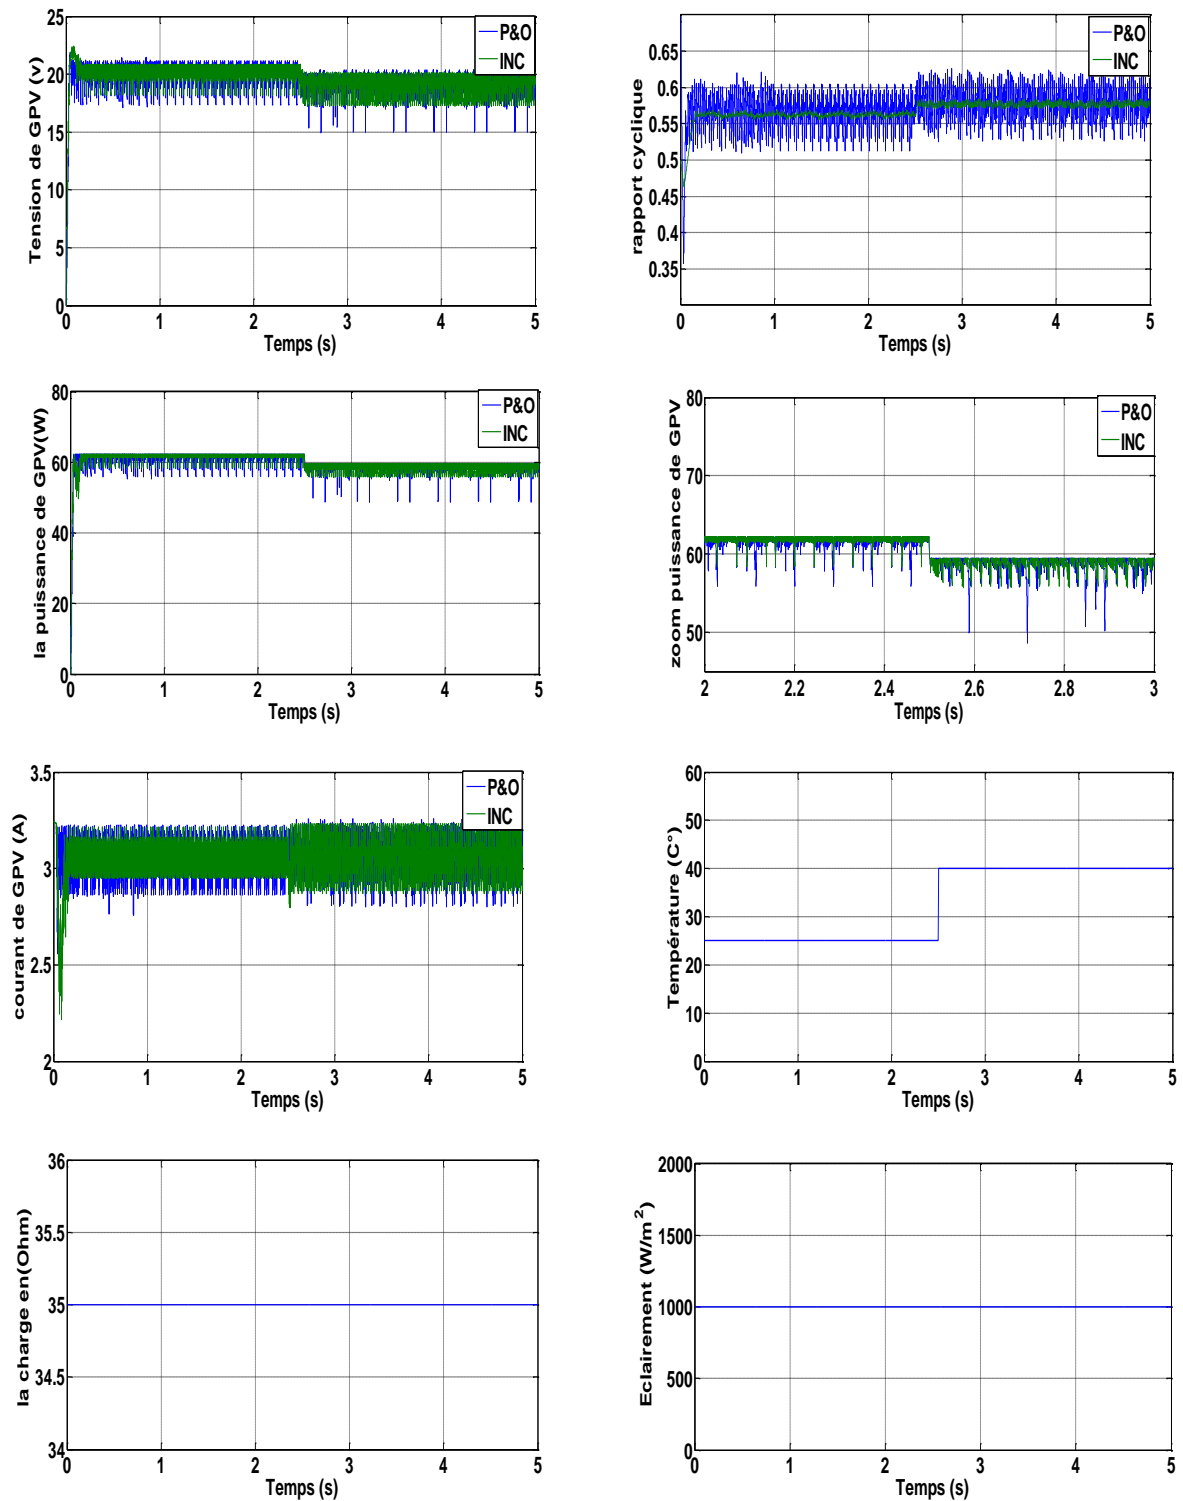 Tension de GPV (v)
25
20
15
10
5
0
0 1 2 3 4 5
Temps (s)
P&O
INC
rapport cyclique
0.65
0.6
0.55
0.5
0.45
0.4
0.35
0 1 2 3 4 5
Temps (s)
P&O
INC
la puissance de GPV(W)
80
60
40
20
0
0 1 2 3 4 5
Temps (s)
P&O
INC
zoom puissance de GPV
80
70
60
50
2 2.2 2.4 2.6 2.8 3
Temps (s)
P&O
INC
courant de GPV (A)
3.5
3
2.5
2
0 1 2 3 4 5
Temps (s)
P&O
INC
Température (C°)
60
50
40
30
20
10
0
0 1 2 3 4 5
Temps (s)
la charge en(Ohm)
36
35.5
35
34.5
34
0 1 2 3 4 5
Temps (s)
Eclairement (W/m²)
2000
1500
1000
500
0
0 1 2 3 4 5
Temps (s)